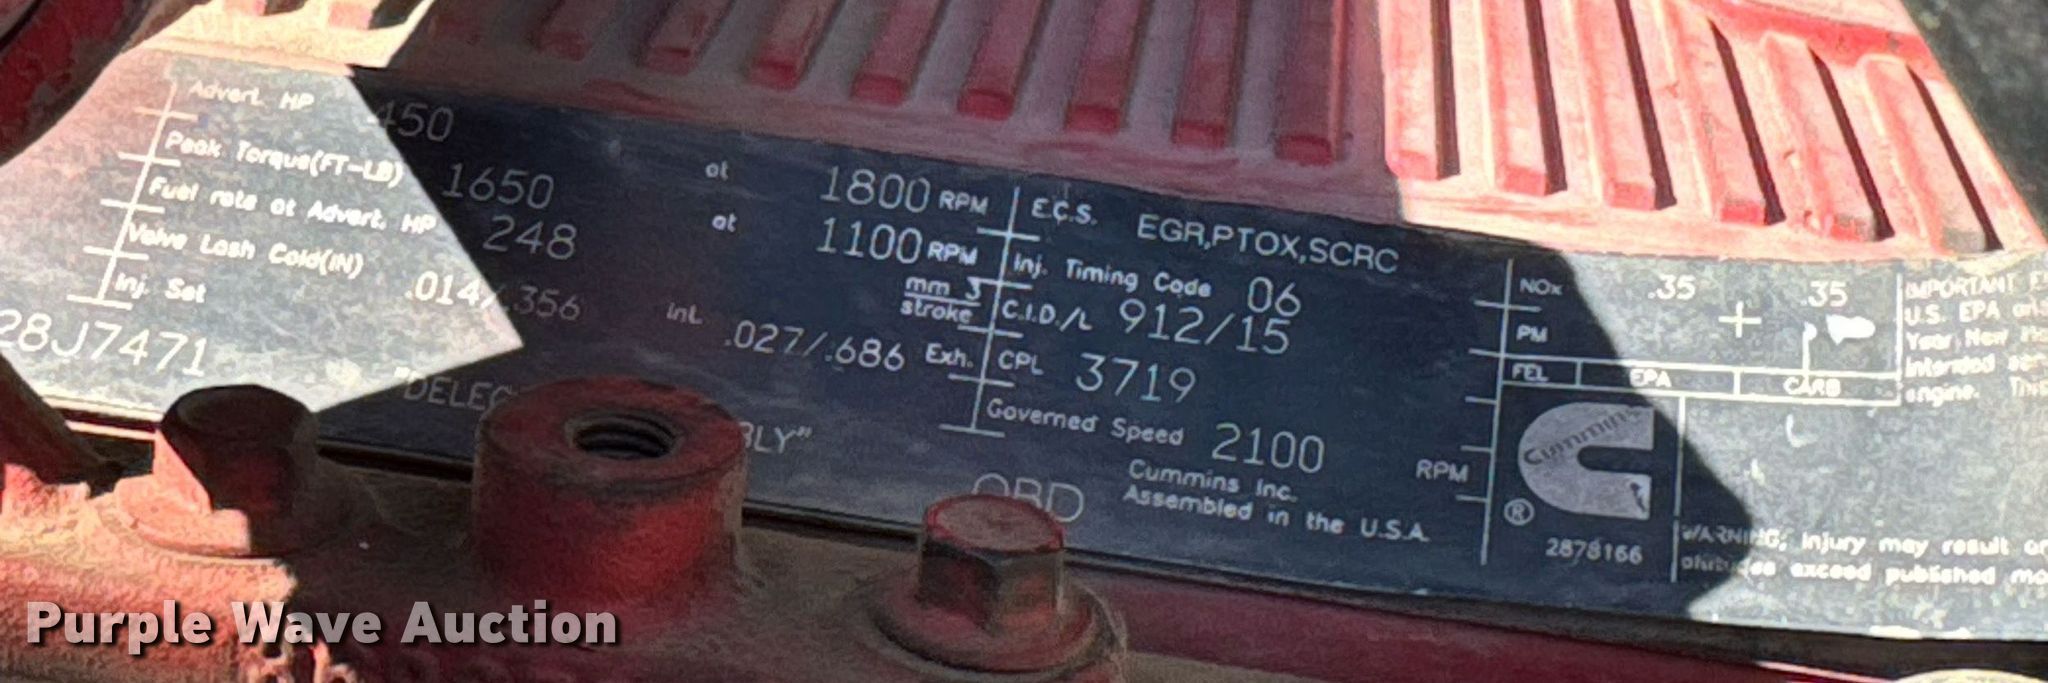 Advert. HP 450 at 1800 RPM
Peak Torque(FT-LB) 1650 at 1100 RPM
Fuel rate at Advert. HP 248 mm 3 stroke
Valve Lash Cold(IN) .014/.356 Int. .027/.686 Exh.
Inj. Set
28J7471
"DELEG
BLY"
OBD
E.C.S. EGR,PTOX,SCRC
Inj. Timing Code 06
C.I.D./L 912/15
CPL 3719
Governed Speed 2100 RPM
Cummins Inc.
Assembled in the U.S.A.
NOx .35 + .35
PM
FEL EPA CARB
Cummins
®
2878166
IMPORTANT
U.S. EPA
Year, New
Intended
engine.
WARNING: Injury may result
exceed published
Purple Wave Auction